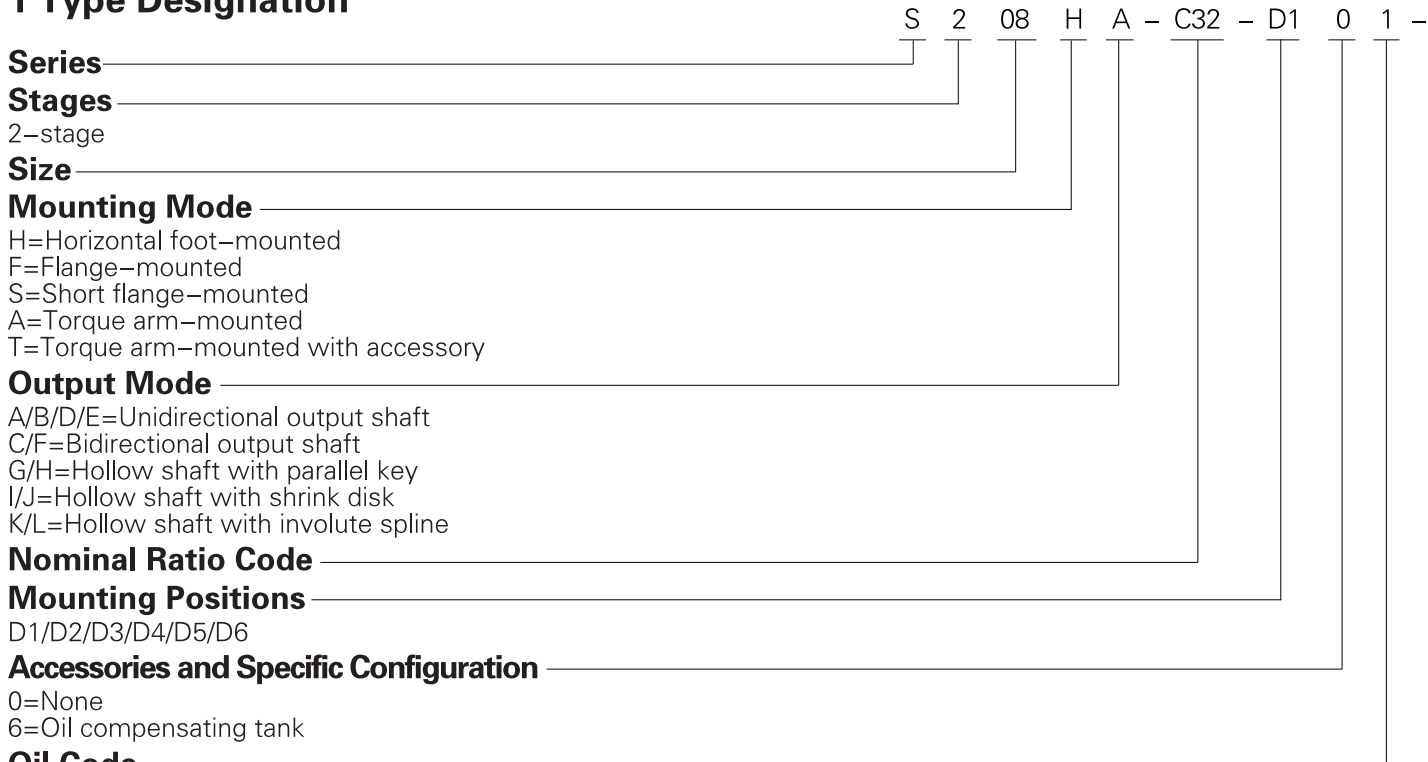 1 Type Designation
S 2 08 H A – C32 – D1 0 1 –
Series
Stages
2–stage
Size
Mounting Mode
H=Horizontal foot–mounted
F=Flange–mounted
S=Short flange–mounted
A=Torque arm–mounted
T=Torque arm–mounted with accessory
Output Mode
A/B/D/E=Unidirectional output shaft
C/F=Bidirectional output shaft
G/H=Hollow shaft with parallel key
I/J=Hollow shaft with shrink disk
K/L=Hollow shaft with involute spline
Nominal Ratio Code
Mounting Positions
D1/D2/D3/D4/D5/D6
Accessories and Specific Configuration
0=None
6=Oil compensating tank
Oil Code